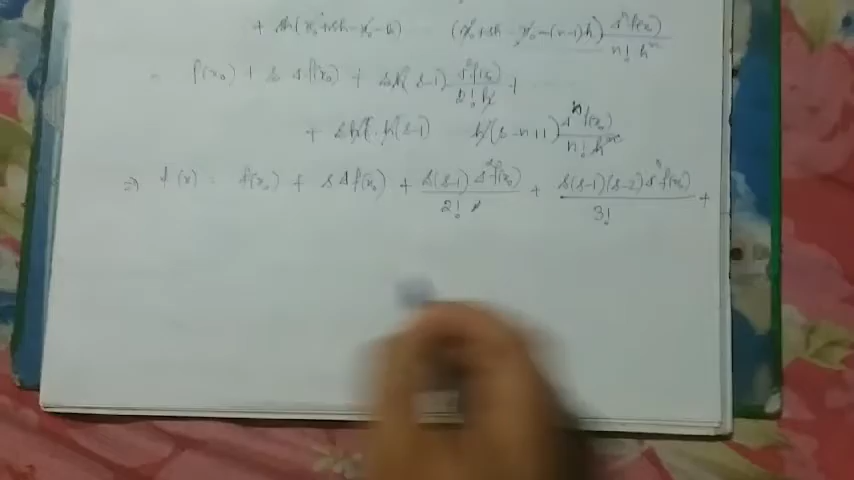 + sh(x₀+sh-x₀-h) (x₀+sh-x₀-(n-1)h) Δⁿf(x₀)/n! hⁿ
= f(x₀) + s Δf(x₀) + sh(s-1) Δ²f(x₀)/2! h +
+ sh · h(s-1) h(s-n+1) Δⁿf(x₀)/n! hⁿ
⇒ f(x) = f(x₀) + s Δf(x₀) + s(s-1) Δ²f(x₀)/2! + s(s-1)(s-2) Δ³f(x₀)/3! +